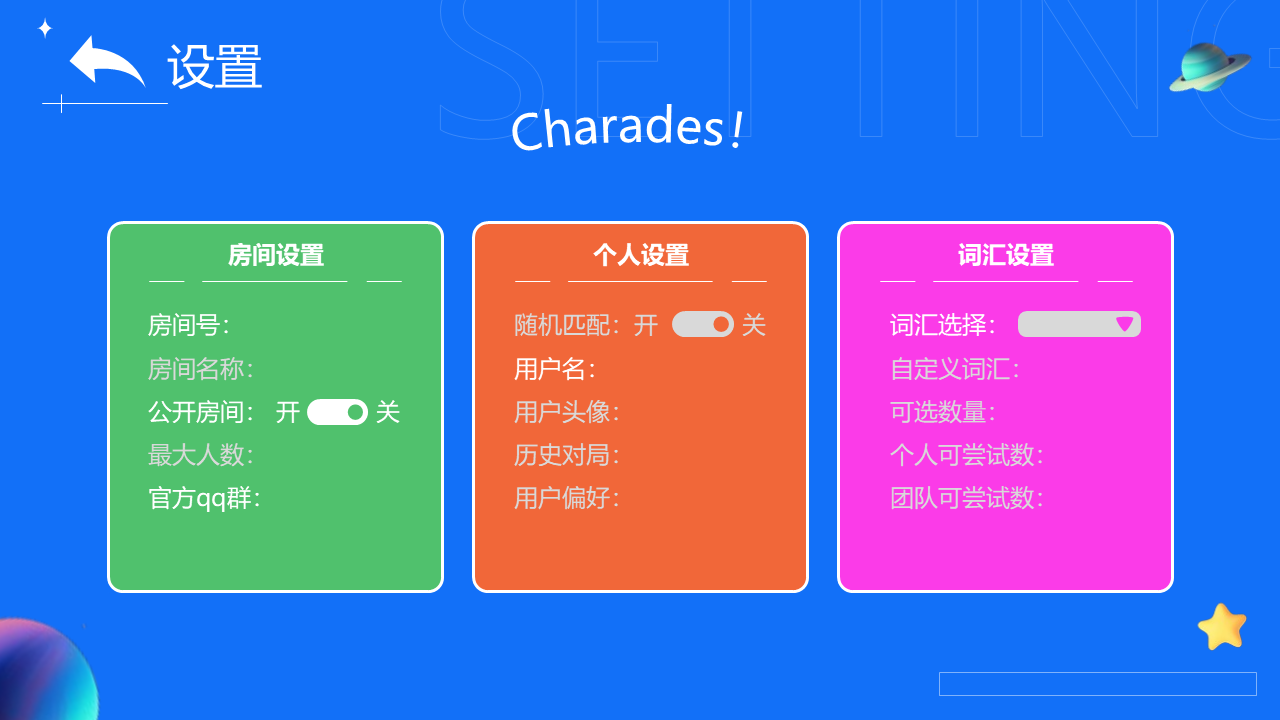 SETTING
设置
Charades!
房间设置
房间号：
房间名称：
公开房间： 开 关
最大人数：
官方qq群：
个人设置
随机匹配：开 关
用户名：
用户头像：
历史对局：
用户偏好：
词汇设置
词汇选择：
自定义词汇：
可选数量：
个人可尝试数：
团队可尝试数：